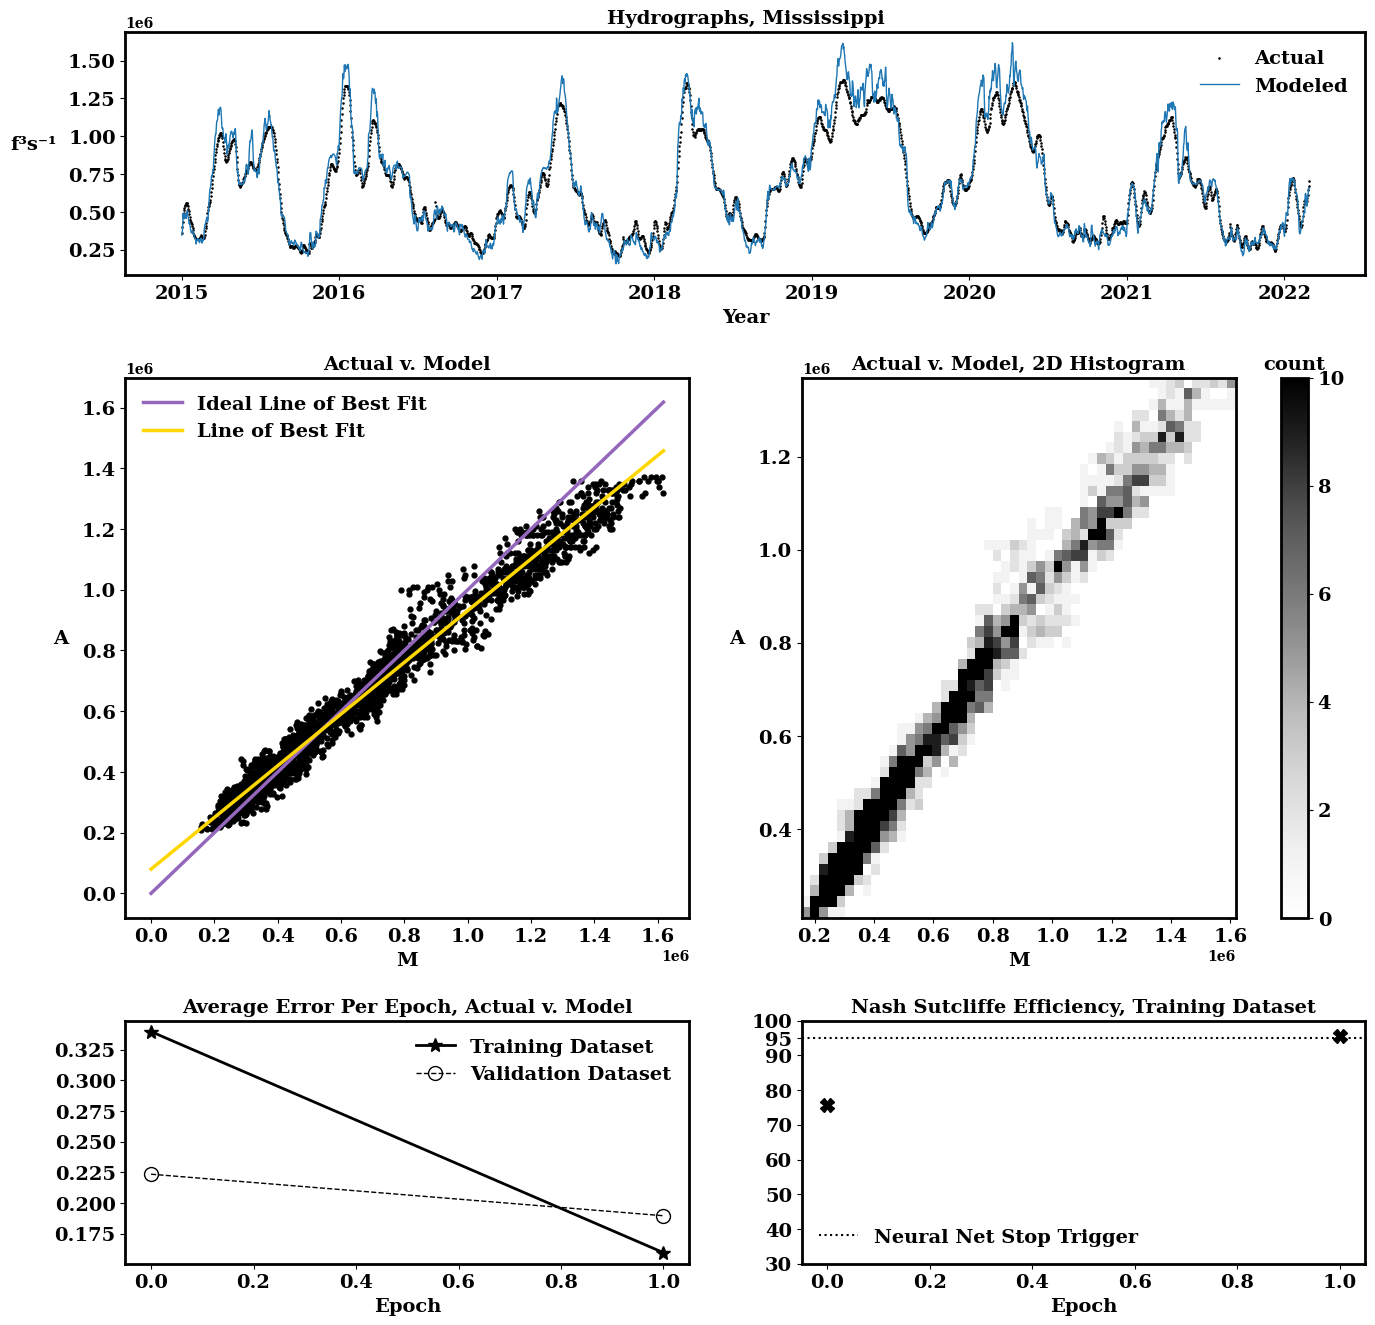 Hydrographs, Mississippi
1e6
1.50
1.25
1.00
0.75
0.50
0.25
f³s⁻¹
Actual
Modeled
2015 2016 2017 2018 2019 2020 2021 2022
Year
Actual v. Model
1e6
Ideal Line of Best Fit
Line of Best Fit
1.6
1.4
1.2
1.0
0.8
0.6
0.4
0.2
0.0
A
0.0 0.2 0.4 0.6 0.8 1.0 1.2 1.4 1.6
M
1e6
Actual v. Model, 2D Histogram
1e6
1.2
1.0
0.8
0.6
0.4
A
0.2 0.4 0.6 0.8 1.0 1.2 1.4 1.6
M
1e6
count
10
8
6
4
2
0
Average Error Per Epoch, Actual v. Model
Training Dataset
Validation Dataset
0.325
0.300
0.275
0.250
0.225
0.200
0.175
0.0 0.2 0.4 0.6 0.8 1.0
Epoch
Nash Sutcliffe Efficiency, Training Dataset
100
95
90
80
70
60
50
40
30
Neural Net Stop Trigger
0.0 0.2 0.4 0.6 0.8 1.0
Epoch